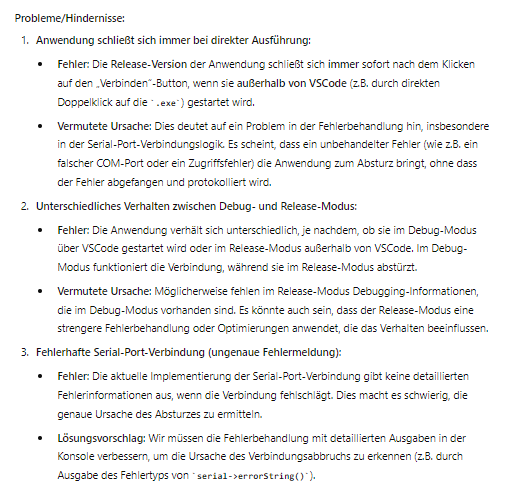 Probleme/Hindernisse:
1. Anwendung schließt sich immer bei direkter Ausführung:
• Fehler: Die Release-Version der Anwendung schließt sich immer sofort nach dem Klicken
auf den „Verbinden“-Button, wenn sie außerhalb von VSCode (z.B. durch direkten
Doppelklick auf die `.exe`) gestartet wird.
• Vermutete Ursache: Dies deutet auf ein Problem in der Fehlerbehandlung hin, insbesondere
in der Serial-Port-Verbindungslogik. Es scheint, dass ein unbehandelter Fehler (wie z.B. ein
falscher COM-Port oder ein Zugriffsfehler) die Anwendung zum Absturz bringt, ohne dass
der Fehler abgefangen und protokolliert wird.
2. Unterschiedliches Verhalten zwischen Debug- und Release-Modus:
• Fehler: Die Anwendung verhält sich unterschiedlich, je nachdem, ob sie im Debug-Modus
über VSCode gestartet wird oder im Release-Modus außerhalb von VSCode. Im Debug-
Modus funktioniert die Verbindung, während sie im Release-Modus abstürzt.
• Vermutete Ursache: Möglicherweise fehlen im Release-Modus Debugging-Informationen,
die im Debug-Modus vorhanden sind. Es könnte auch sein, dass der Release-Modus eine
strengere Fehlerbehandlung oder Optimierungen anwendet, die das Verhalten beeinflussen.
3. Fehlerhafte Serial-Port-Verbindung (ungenaue Fehlermeldung):
• Fehler: Die aktuelle Implementierung der Serial-Port-Verbindung gibt keine detaillierten
Fehlerinformationen aus, wenn die Verbindung fehlschlägt. Dies macht es schwierig, die
genaue Ursache des Absturzes zu ermitteln.
• Lösungsvorschlag: Wir müssen die Fehlerbehandlung mit detaillierten Ausgaben in der
Konsole verbessern, um die Ursache des Verbindungsabbruchs zu erkennen (z.B. durch
Ausgabe des Fehlertyps von `serial->errorString()`).